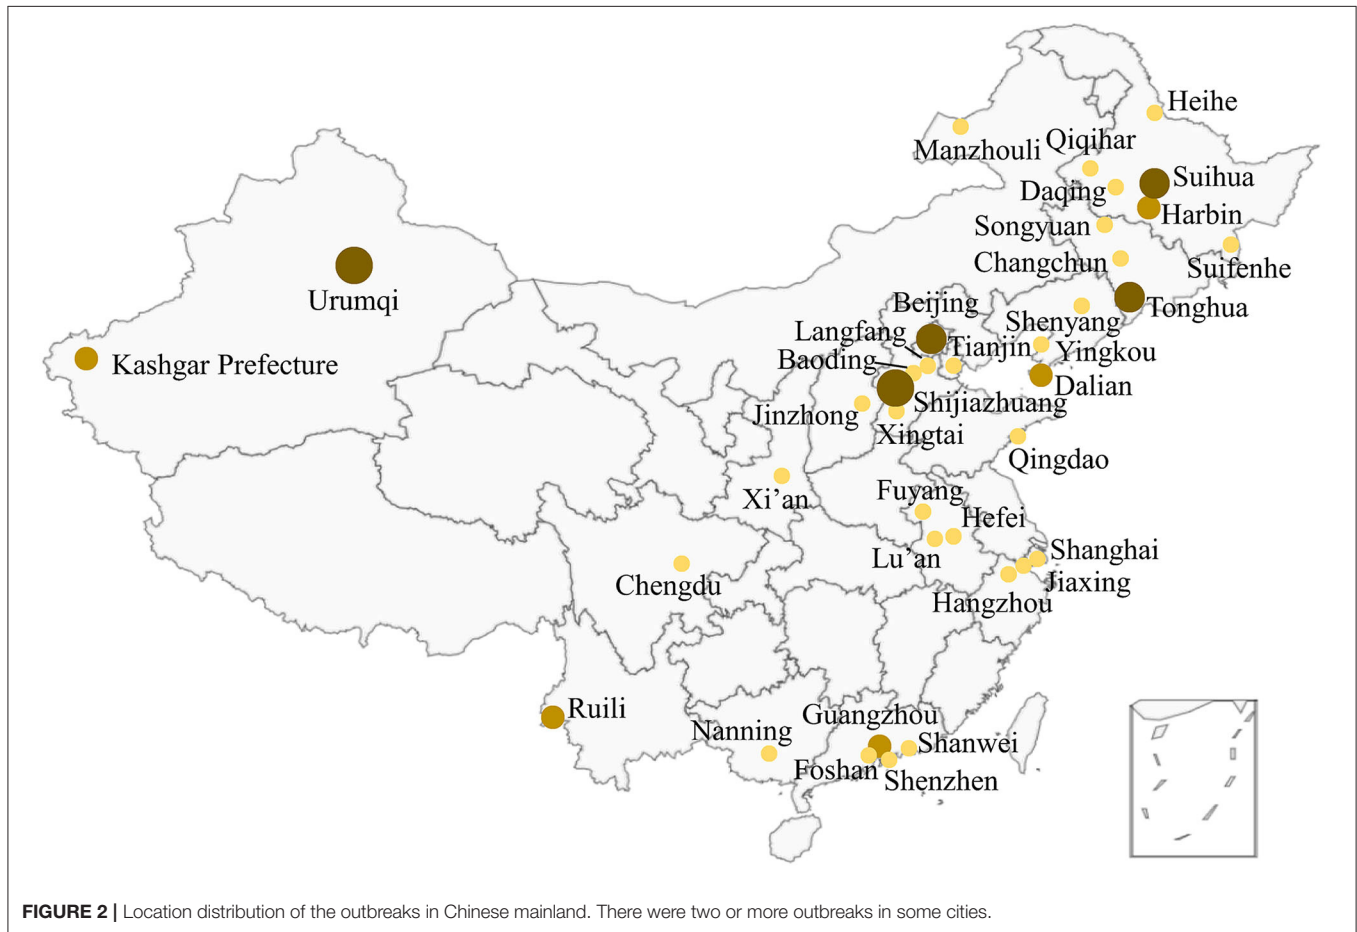 Heihe
Manzhouli
Qiqihar
Suihua
Daqing
Harbin
Songyuan
Changchun
Suifenhe
Urumqi
Beijing
Tonghua
Shenyang
Langfang
Tianjin
Yingkou
Baoding
Kashgar Prefecture
Dalian
Shijiazhuang
Jinzhong
Xingtai
Qingdao
Xi’an
Fuyang
Hefei
Lu’an
Shanghai
Chengdu
Jiaxing
Hangzhou
Ruili
Guangzhou
Nanning
Shanwei
Foshan
Shenzhen
FIGURE 2 | Location distribution of the outbreaks in Chinese mainland. There were two or more outbreaks in some cities.